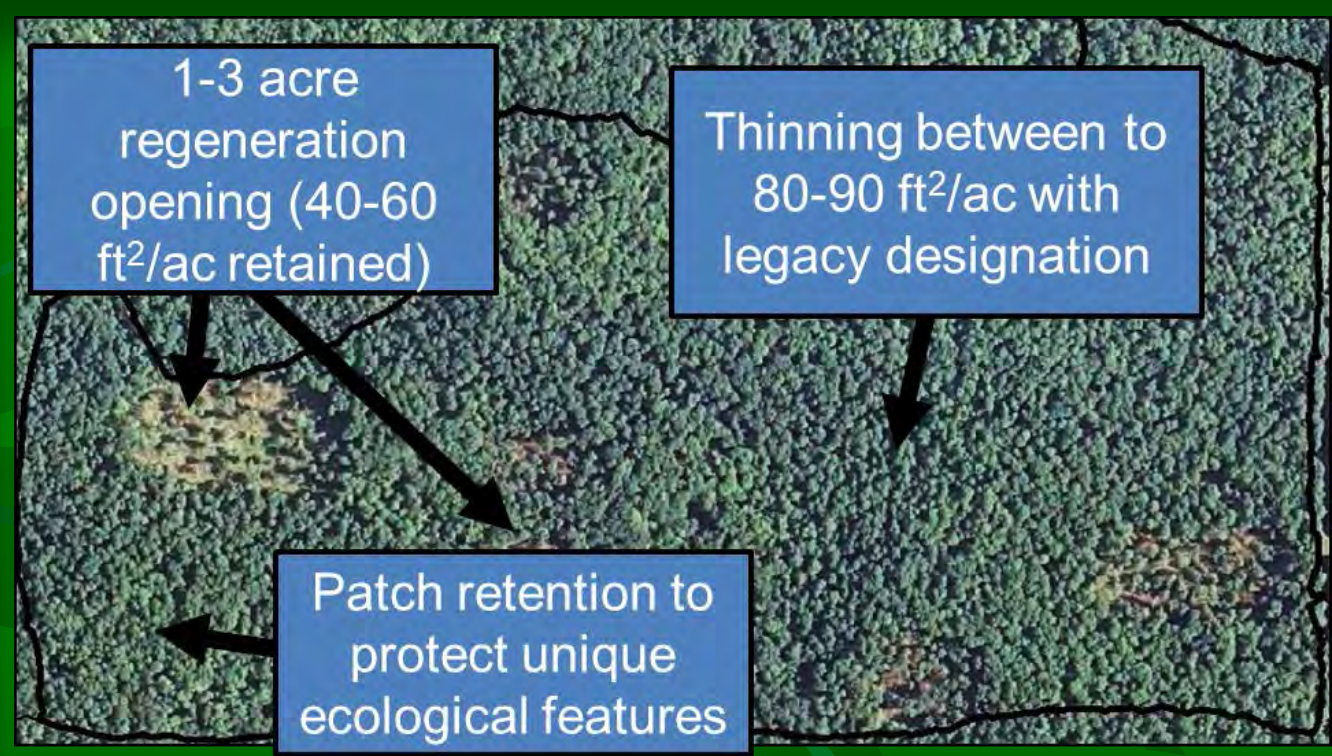 1-3 acre
regeneration
opening (40-60
ft²/ac retained)
Thinning between to
80-90 ft²/ac with
legacy designation
Patch retention to
protect unique
ecological features